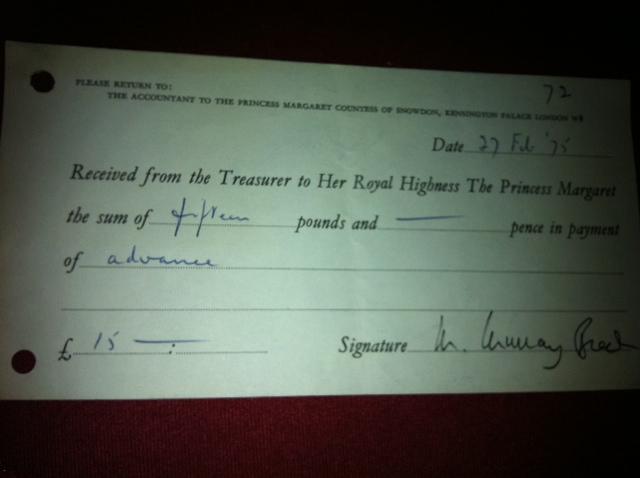 72
PLEASE RETURN TO:
THE ACCOUNTANT TO THE PRINCESS MARGARET COUNTESS OF SNOWDON, KENSINGTON PALACE LONDON W8
Date 27 Feb '75
Received from the Treasurer to Her Royal Highness The Princess Margaret
the sum of fifteen pounds and — pence in payment
of advance
£ 15 — : Signature M. Murray